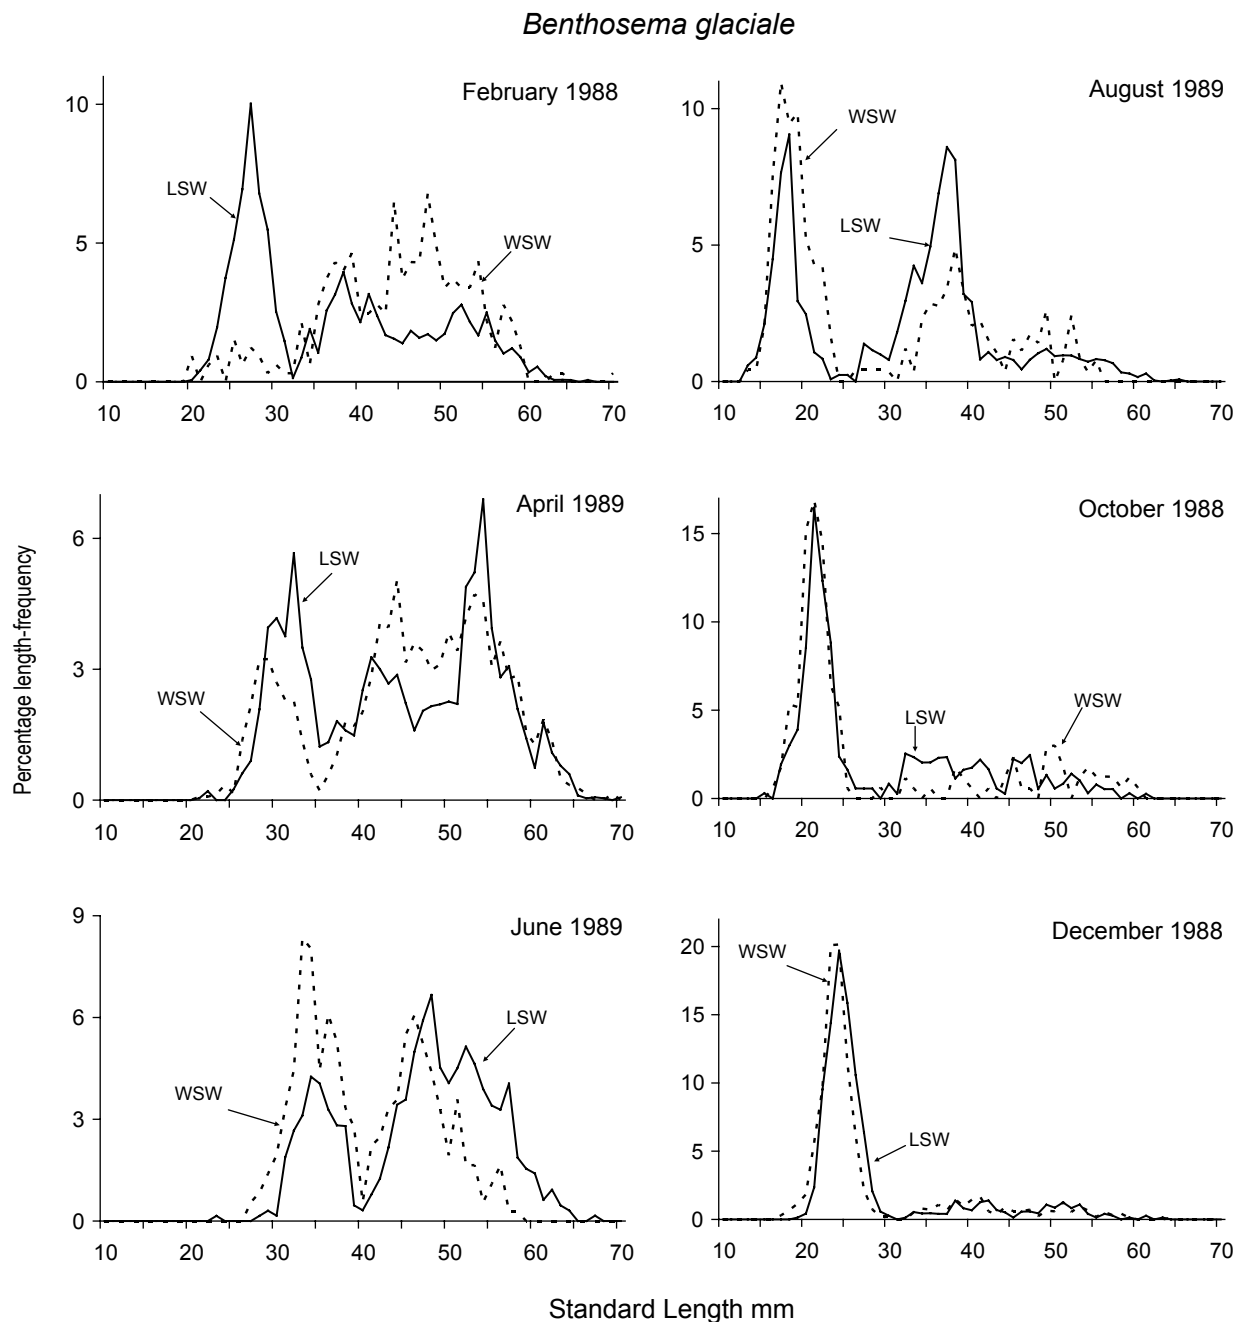 Benthosema glaciale
February 1988
10
5
0
LSW
WSW
10 20 30 40 50 60 70
August 1989
10
5
0
WSW
LSW
10 20 30 40 50 60 70
Percentage length-frequency
April 1989
6
3
0
LSW
WSW
10 20 30 40 50 60 70
October 1988
15
10
5
0
LSW
WSW
10 20 30 40 50 60 70
June 1989
9
6
3
0
LSW
WSW
10 20 30 40 50 60 70
December 1988
20
15
10
5
0
WSW
LSW
10 20 30 40 50 60 70
Standard Length mm